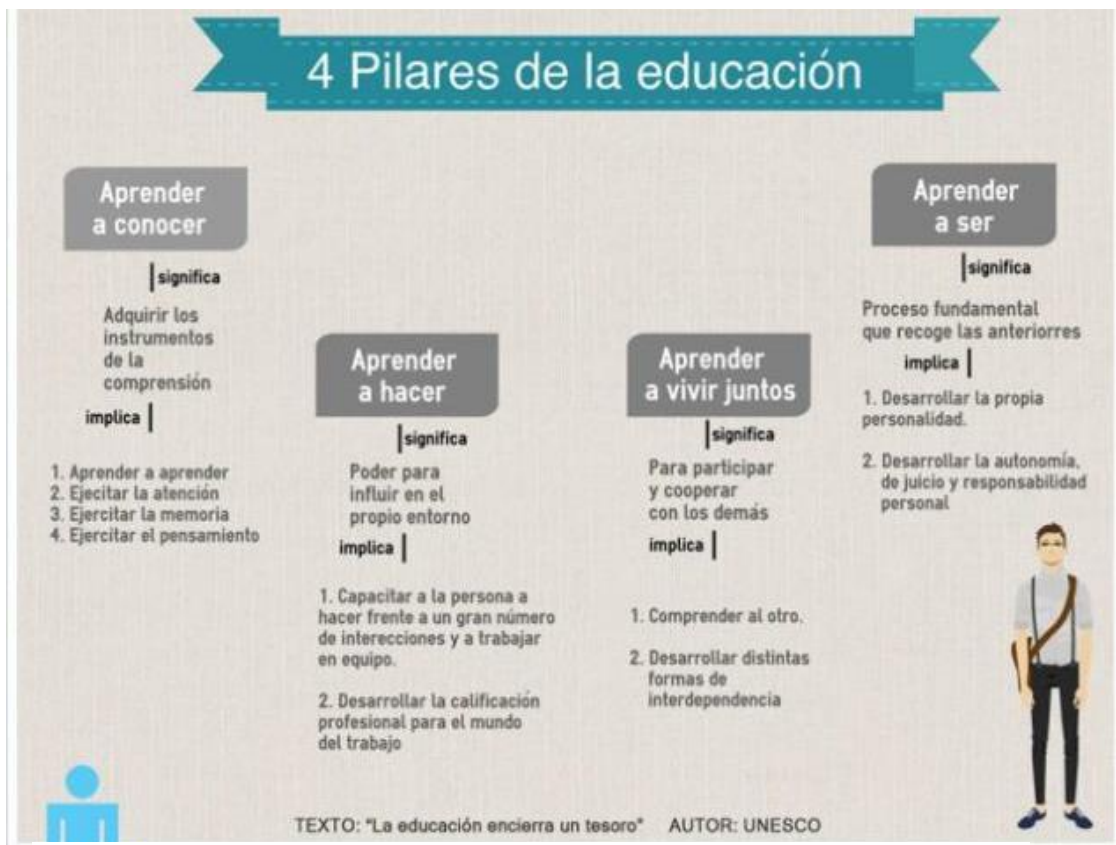 4 Pilares de la educación
Aprender
a conocer
significa
Adquirir los
instrumentos
de la
comprensión
implica
1. Aprender a aprender
2. Ejecitar la atención
3. Ejercitar la memoria
4. Ejercitar el pensamiento
Aprender
a hacer
significa
Poder para
influir en el
propio entorno
implica
1. Capacitar a la persona a
hacer frente a un gran número
de interecciones y a trabajar
en equipo.
2. Desarrollar la calificación
profesional para el mundo
del trabajo
Aprender
a vivir juntos
significa
Para participar
y cooperar
con los demás
implica
1. Comprender al otro.
2. Desarrollar distintas
formas de
interdependencia
Aprender
a ser
significa
Proceso fundamental
que recoge las anteriorres
implica
1. Desarrollar la propia
personalidad.
2. Desarrollar la autonomía,
de juicio y responsabilidad
personal
TEXTO: "La educación encierra un tesoro" AUTOR: UNESCO